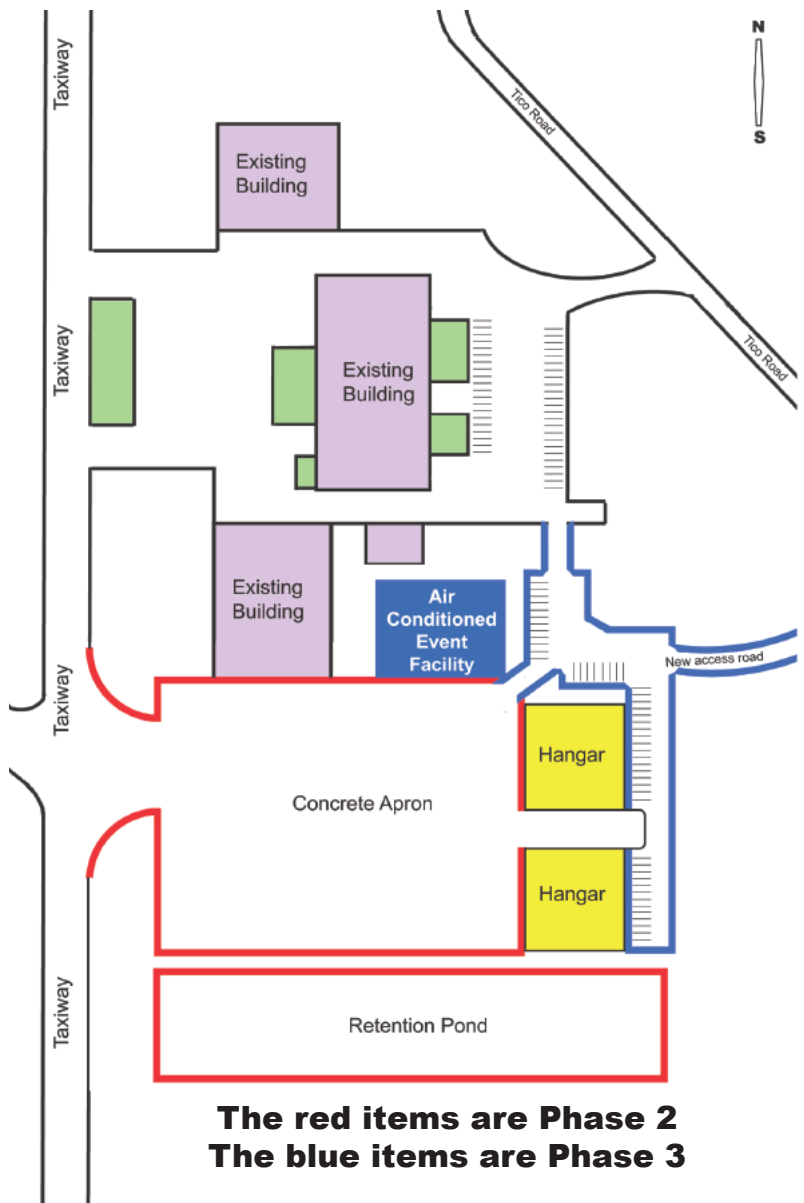 Taxiway
N
S
Tico Road
Existing
Building
Taxiway
Existing
Building
Tico Road
Existing
Building
Air
Conditioned
Event
Facility
New access road
Taxiway
Hangar
Concrete Apron
Hangar
Taxiway
Retention Pond
The red items are Phase 2
The blue items are Phase 3